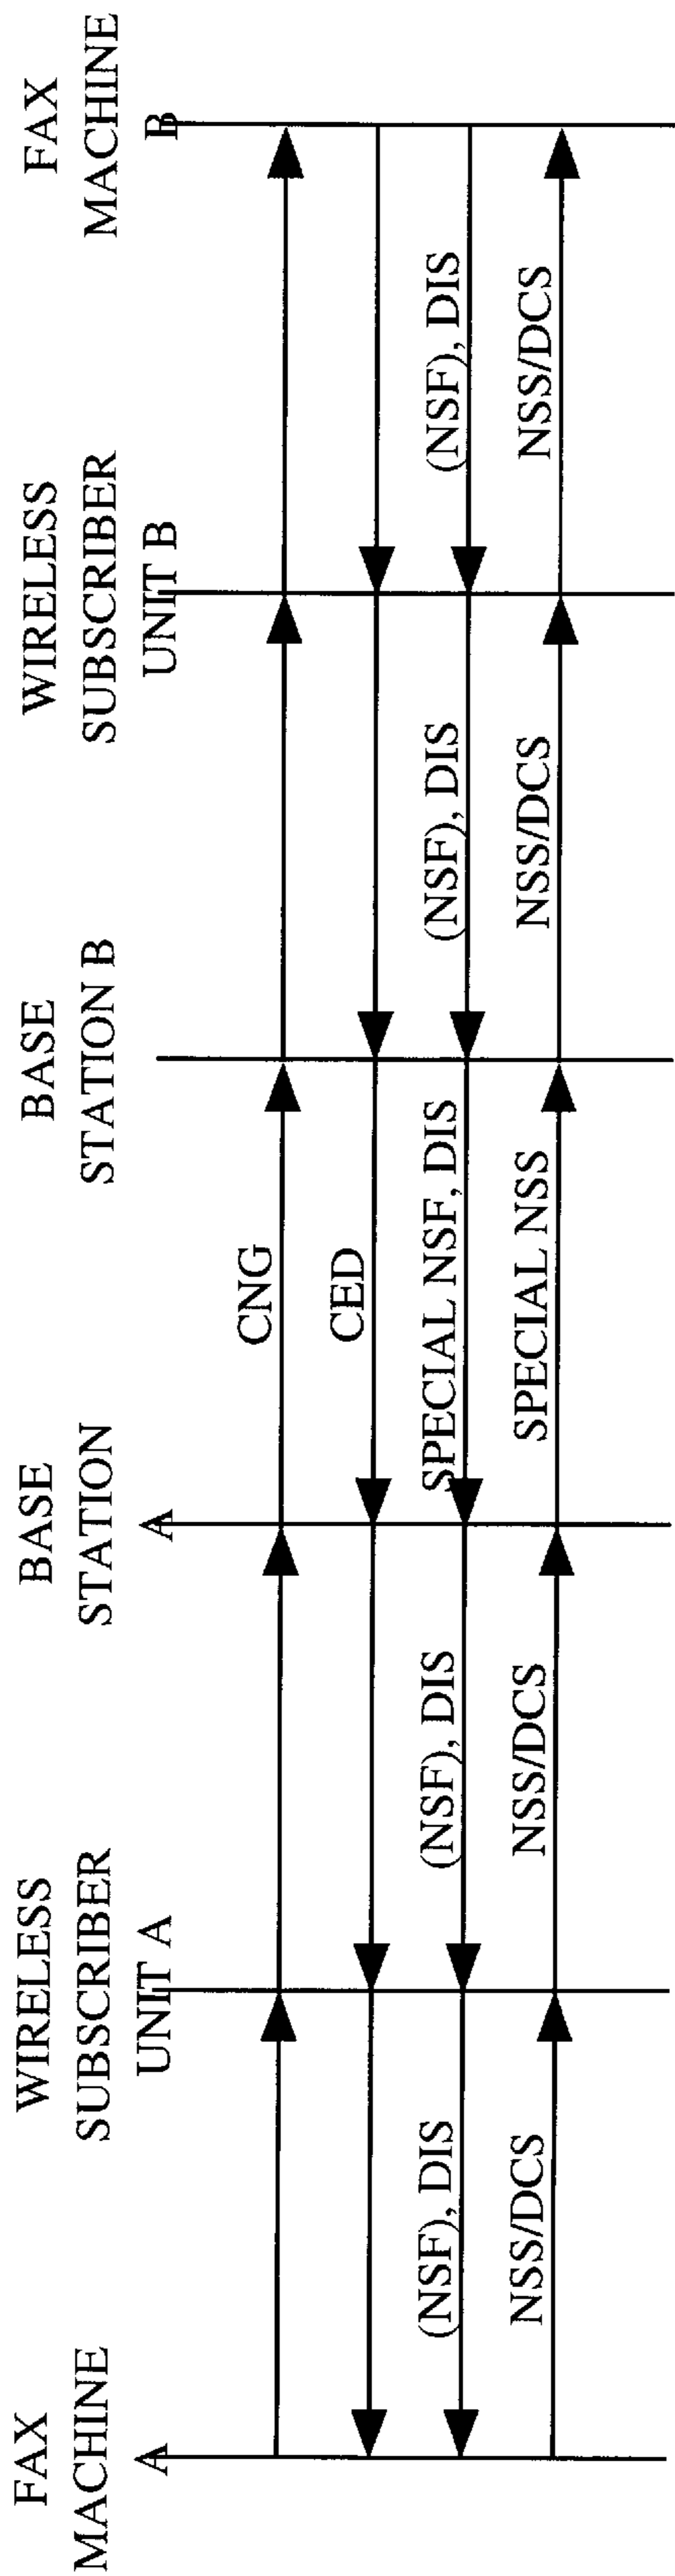 FAX
MACHINE
A
WIRELESS
SUBSCRIBER
UNIT A
BASE
STATION
A
BASE
STATION B
WIRELESS
SUBSCRIBER
UNIT B
FAX
MACHINE
B
CNG
CED
(NSF), DIS
(NSF), DIS
SPECIAL NSF, DIS
(NSF), DIS
(NSF), DIS
NSS/DCS
NSS/DCS
SPECIAL NSS
NSS/DCS
NSS/DCS